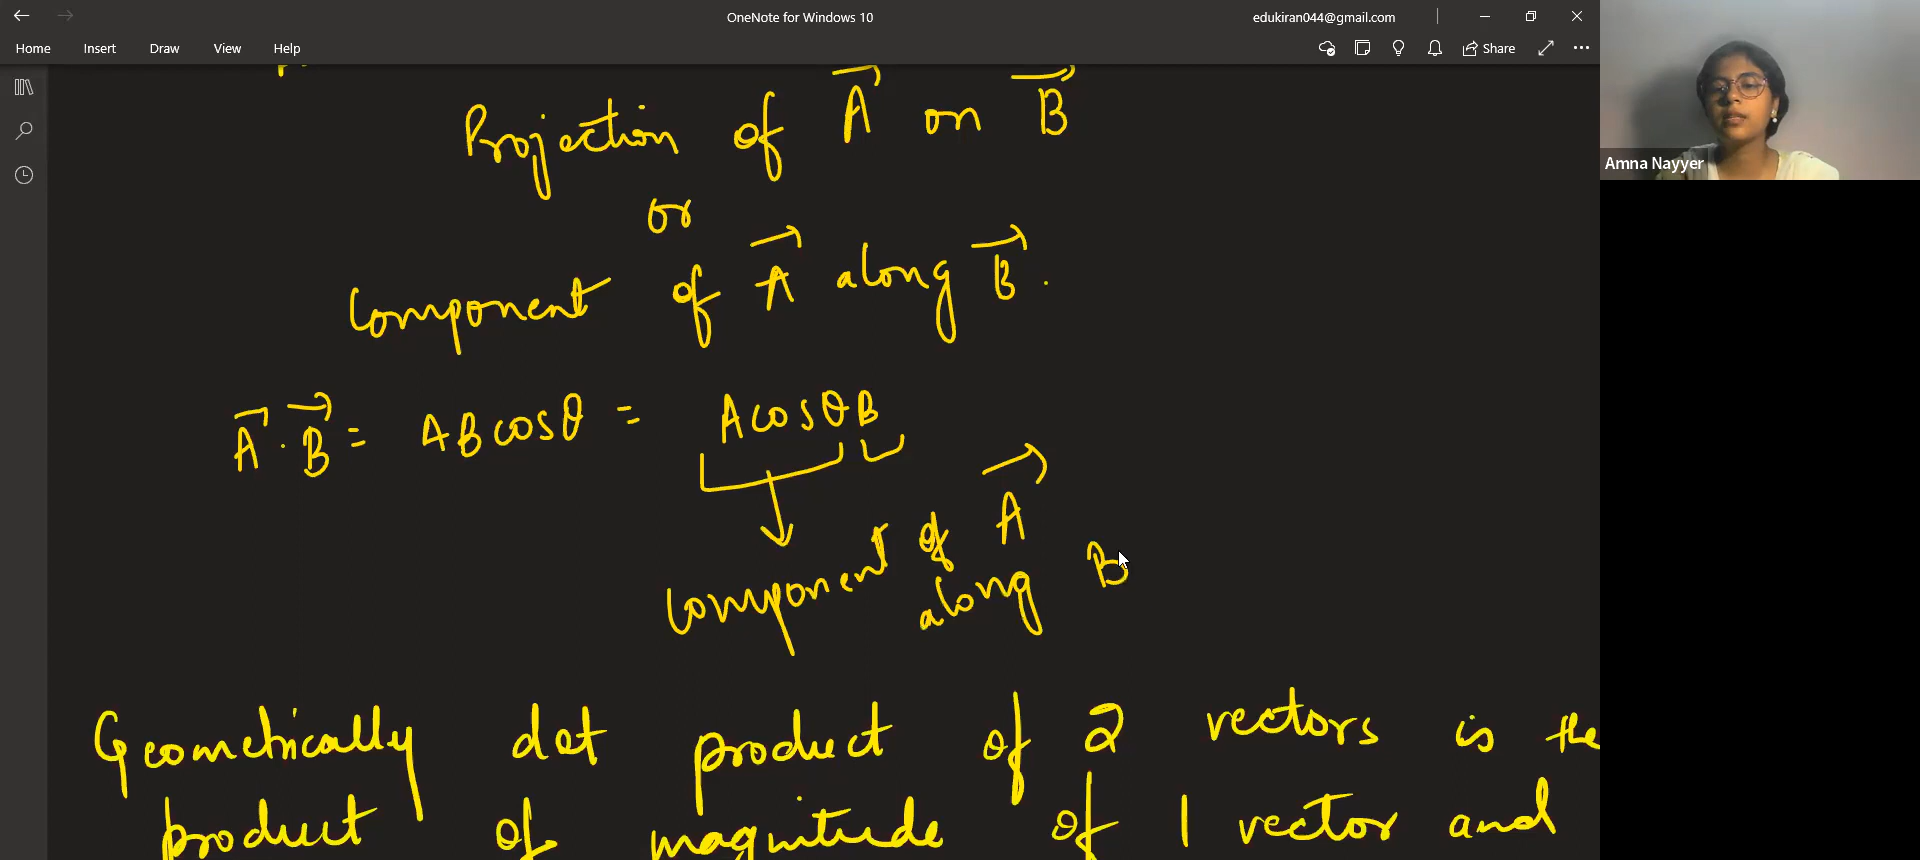 OneNote for Windows 10
edukiran044@gmail.com
Home Insert Draw View Help
Share
Amna Nayyer
Projection of A⃗ on B⃗
or
Component of A⃗ along B⃗.
A⃗ · B⃗ = AB cosθ = A cosθ B
component of A⃗
along B
Geometrically dot product of 2 vectors is the
product of magnitude of 1 vector and